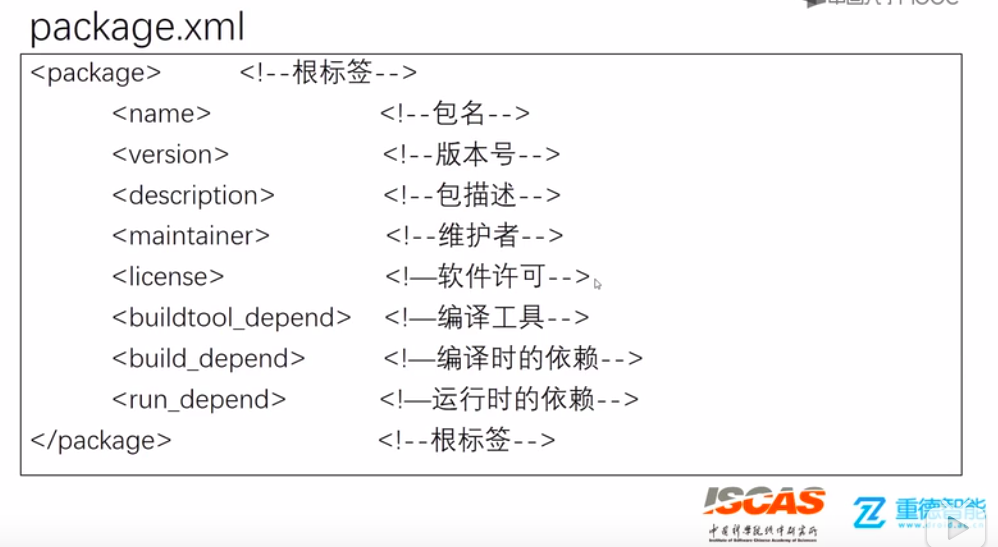 package.xml
<package> <!--根标签-->
<name> <!--包名-->
<version> <!--版本号-->
<description> <!--包描述-->
<maintainer> <!--维护者-->
<license> <!—软件许可-->
<buildtool_depend> <!—编译工具-->
<build_depend> <!—编译时的依赖-->
<run_depend> <!—运行时的依赖-->
</package> <!--根标签-->
ISCAS
中国科学院软件研究所
Institute of Software Chinese Academy of Sciences
重德智能